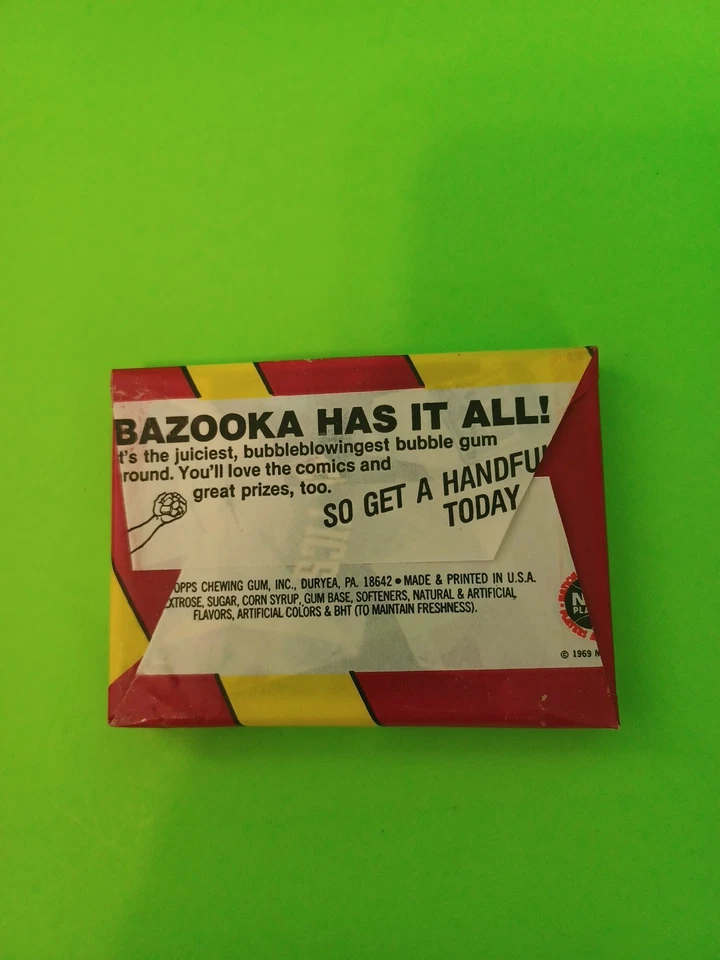 BAZOOKA HAS IT ALL!
t's the juiciest, bubbleblowingest bubble gum
round. You'll love the comics and
great prizes, too.
SO GET A HANDFUL
TODAY
OPPS CHEWING GUM, INC., DURYEA, PA. 18642 ● MADE & PRINTED IN U.S.A.
XTROSE, SUGAR, CORN SYRUP, GUM BASE, SOFTENERS, NATURAL & ARTIFICIAL
FLAVORS, ARTIFICIAL COLORS & BHT (TO MAINTAIN FRESHNESS).
© 1969 N